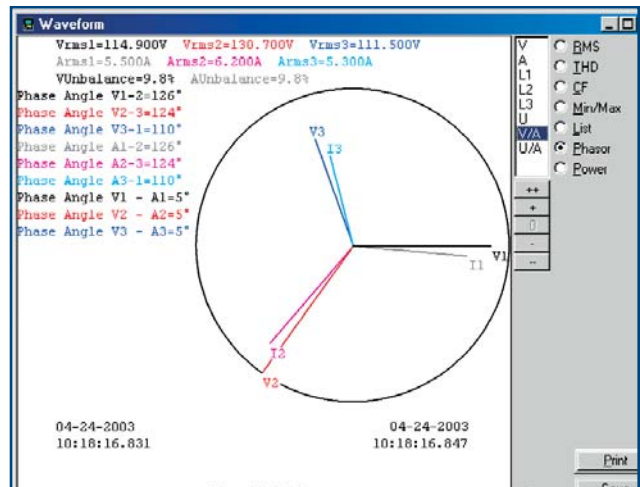 Waveform
Vrms1=114.900V Vrms2=130.700V Vrms3=111.500V
Arms1=5.500A Arms2=6.200A Arms3=5.300A
VUnbalance=9.8% AUnbalance=9.8%
Phase Angle V1-2=126°
Phase Angle V2-3=124°
Phase Angle V3-1=110°
Phase Angle A1-2=126°
Phase Angle A2-3=124°
Phase Angle A3-1=110°
Phase Angle V1 - A1=5°
Phase Angle V2 - A2=5°
Phase Angle V3 - A3=5°
V3
I3
V1
I1
I2
V2
04-24-2003
10:18:16.831
04-24-2003
10:18:16.847
V
A
L1
L2
L3
U
V/A
U/A
++
+
0
-
--
RMS
THD
CF
Min/Max
List
Phasor
Power
Print